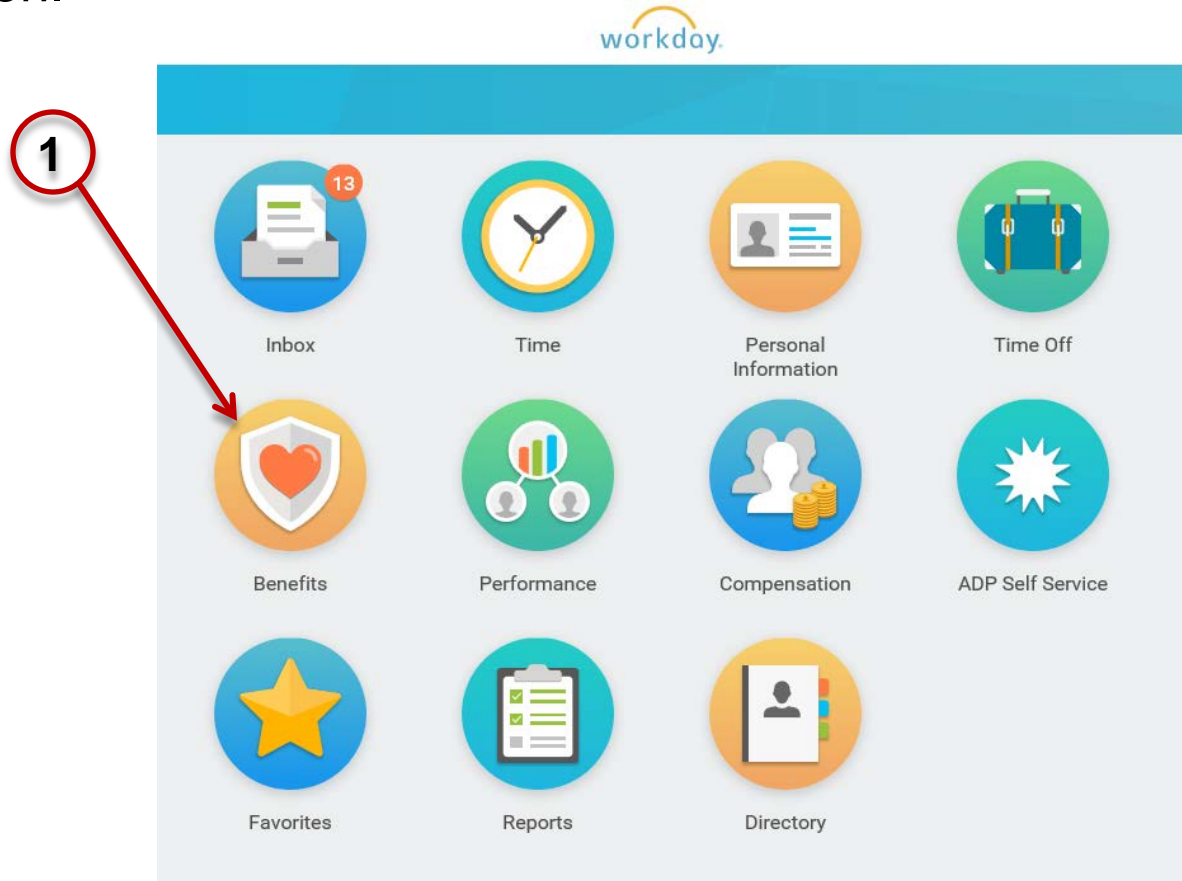 workday.
1
13
Inbox
Time
Personal
Information
Time Off
Benefits
Performance
Compensation
ADP Self Service
Favorites
Reports
Directory